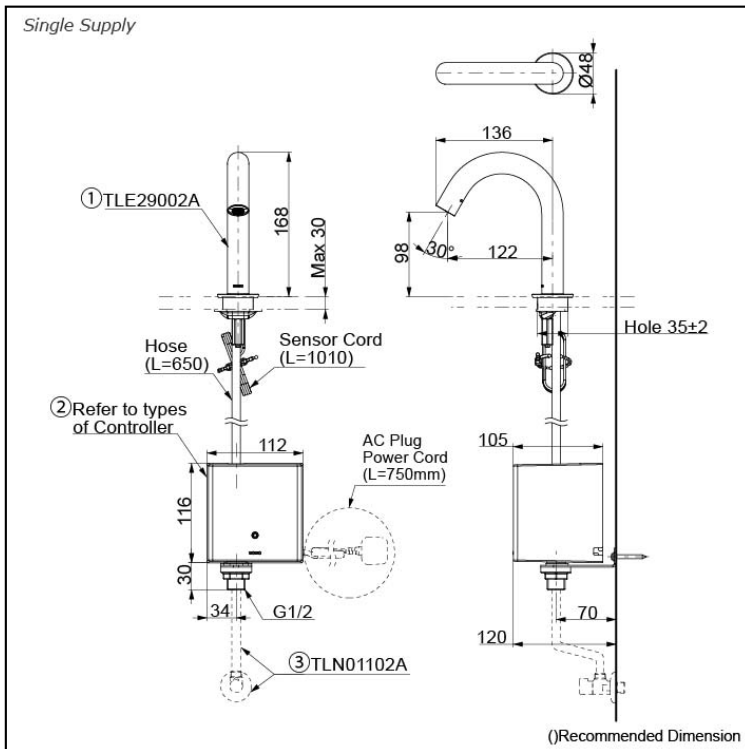 Single Supply
Ø48
136
①TLE29002A
168
Max 30
98
30°
122
Hole 35±2
Hose
(L=650)
Sensor Cord
(L=1010)
②Refer to types
of Controller
112
AC Plug
Power Cord
(L=750mm)
105
116
30
34
G1/2
70
120
③TLN01102A
()Recommended Dimension